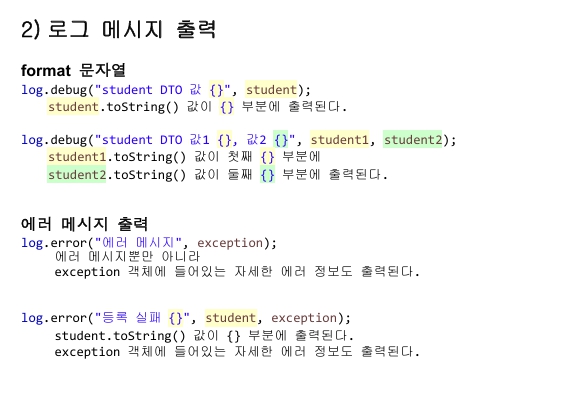 2) 로그 메시지 출력
format 문자열
log.debug("student DTO 값 {}", student);
student.toString() 값이 {} 부분에 출력된다.
log.debug("student DTO 값1 {}, 값2 {}", student1, student2);
student1.toString() 값이 첫째 {} 부분에
student2.toString() 값이 둘째 {} 부분에 출력된다.
에러 메시지 출력
log.error("에러 메시지", exception);
에러 메시지뿐만 아니라
exception 객체에 들어있는 자세한 에러 정보도 출력된다.
log.error("등록 실패 {}", student, exception);
student.toString() 값이 {} 부분에 출력된다.
exception 객체에 들어있는 자세한 에러 정보도 출력된다.